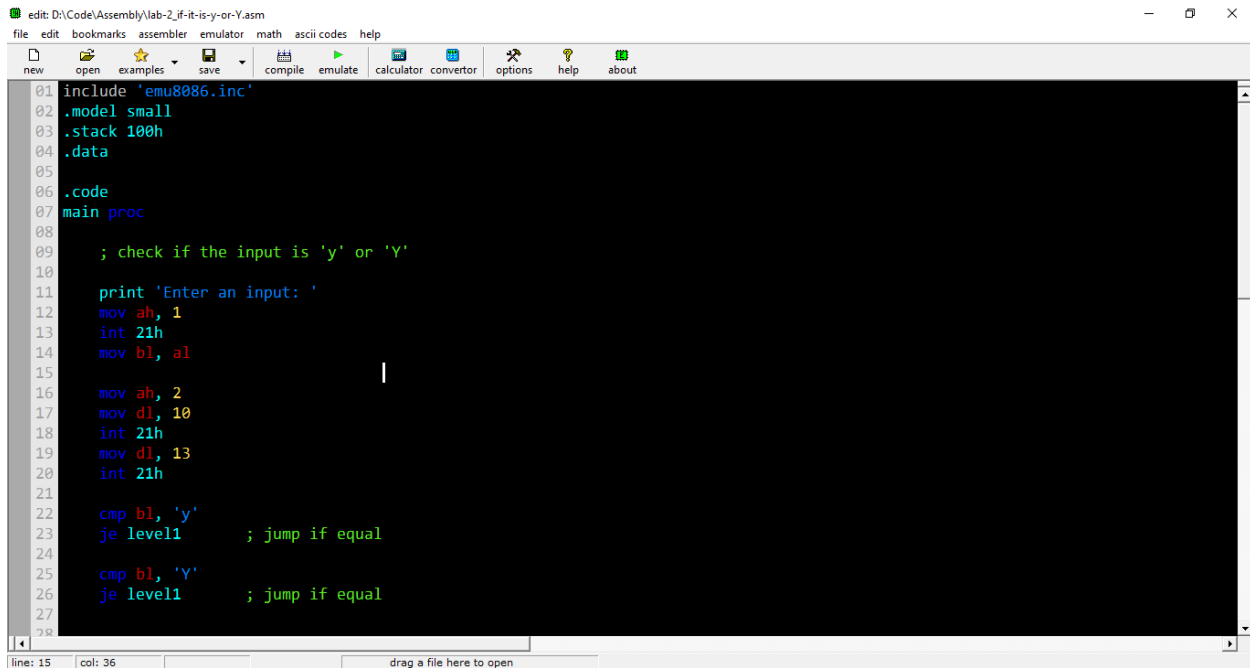 edit: D:\Code\Assembly\lab-2_if-it-is-y-or-Y.asm
file edit bookmarks assembler emulator math ascii codes help
new open examples save compile emulate calculator convertor options help about
01 include 'emu8086.inc'
02 .model small
03 .stack 100h
04 .data
05
06 .code
07 main proc
08
09 ; check if the input is 'y' or 'Y'
10
11 print 'Enter an input: '
12 mov ah, 1
13 int 21h
14 mov bl, al
15
16 mov ah, 2
17 mov dl, 10
18 int 21h
19 mov dl, 13
20 int 21h
21
22 cmp bl, 'y'
23 je level1 ; jump if equal
24
25 cmp bl, 'Y'
26 je level1 ; jump if equal
27
28
line: 15 col: 36 drag a file here to open